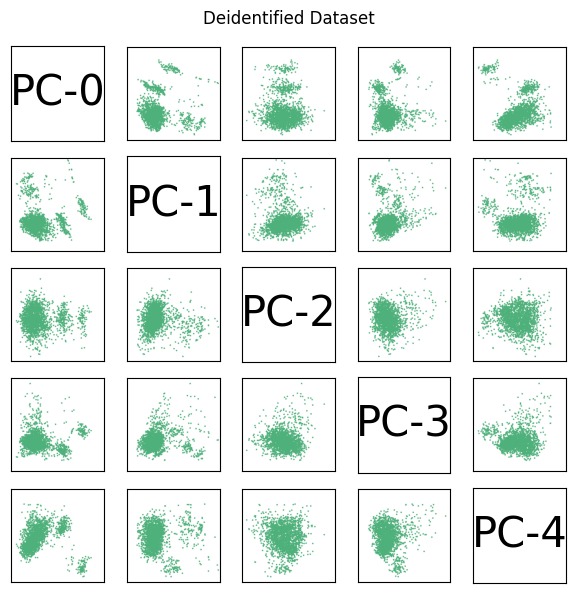 Deidentified Dataset
PC-0
PC-1
PC-2
PC-3
PC-4